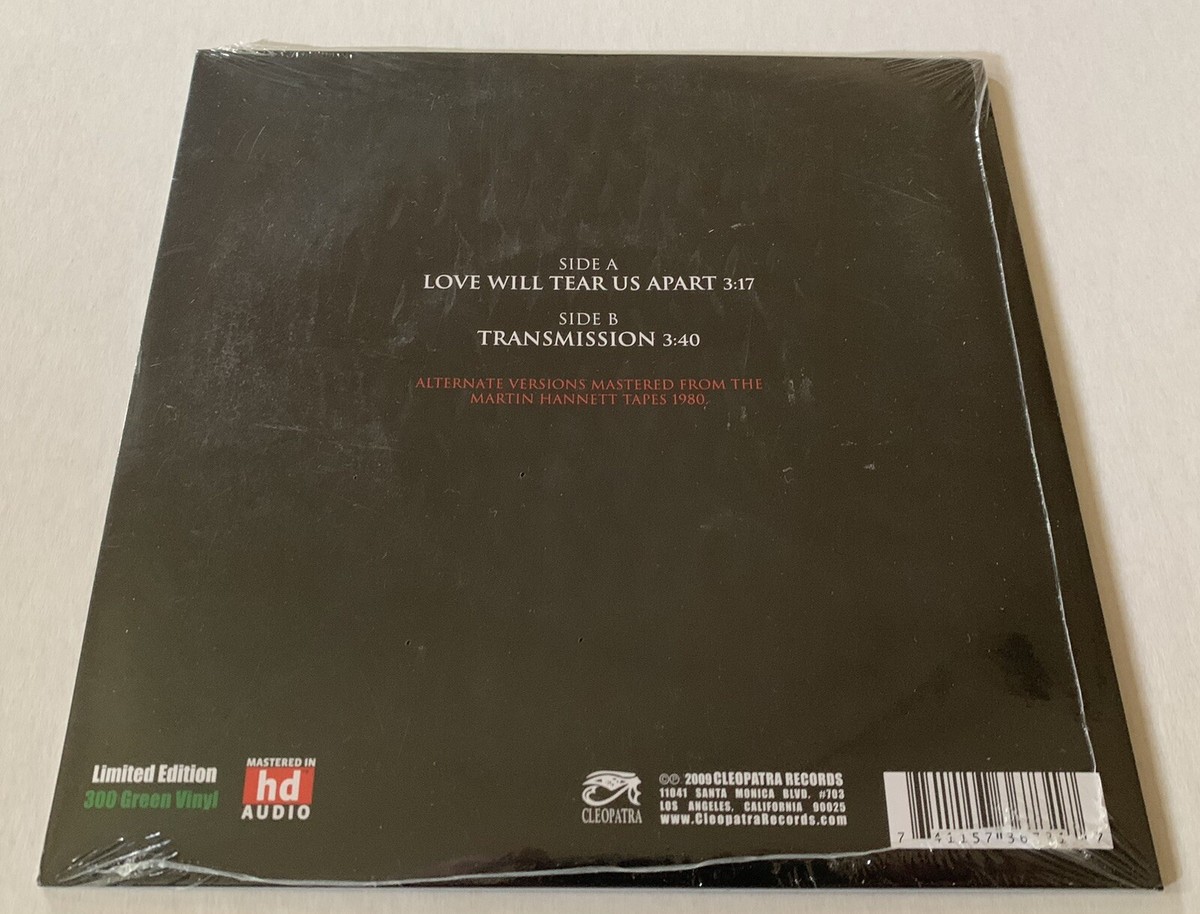 SIDE A
LOVE WILL TEAR US APART 3:17
SIDE B
TRANSMISSION 3:40
ALTERNATE VERSIONS MASTERED FROM THE
MARTIN HANNETT TAPES 1980.
Limited Edition
300 Green Vinyl
MASTERED IN
hd™
AUDIO
CLEOPATRA
©℗ 2009 CLEOPATRA RECORDS
11041 SANTA MONICA BLVD. #703
LOS ANGELES, CALIFORNIA 90025
www.CleopatraRecords.com
7